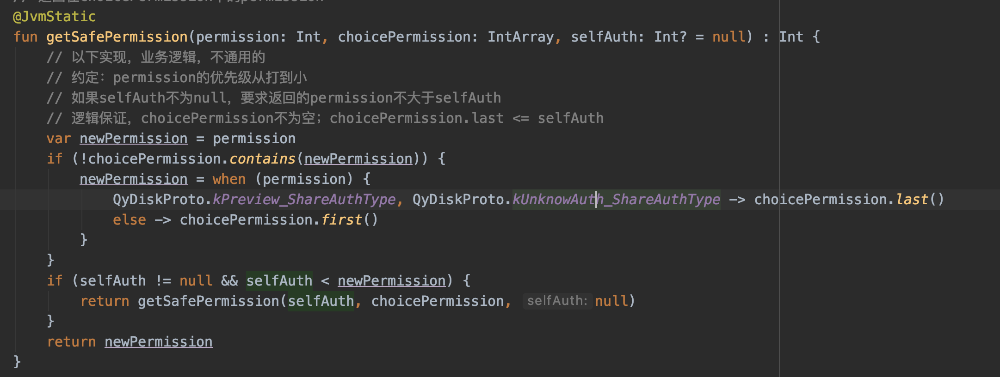 @JvmStatic
fun getSafePermission(permission: Int, choicePermission: IntArray, selfAuth: Int? = null) : Int {
// 以下实现，业务逻辑，不通用的
// 约定：permission的优先级从打到小
// 如果selfAuth不为null，要求返回的permission不大于selfAuth
// 逻辑保证，choicePermission不为空；choicePermission.last <= selfAuth
var newPermission = permission
if (!choicePermission.contains(newPermission)) {
newPermission = when (permission) {
QyDiskProto.kPreview_ShareAuthType, QyDiskProto.kUnknowAuth_ShareAuthType -> choicePermission.last()
else -> choicePermission.first()
}
}
if (selfAuth != null && selfAuth < newPermission) {
return getSafePermission(selfAuth, choicePermission, selfAuth: null)
}
return newPermission
}